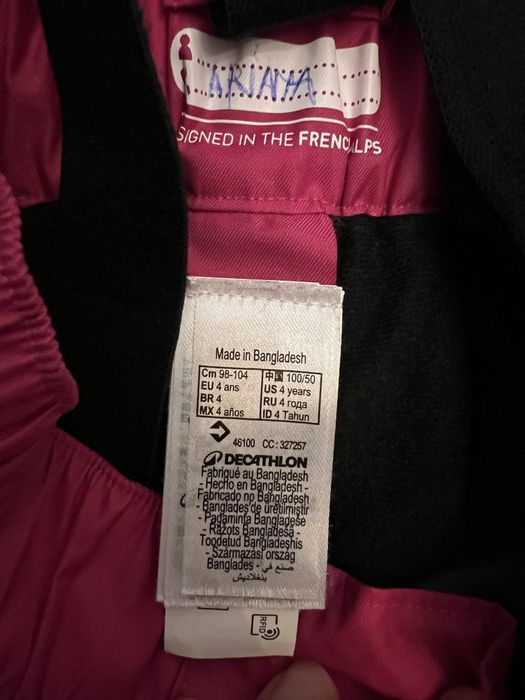 ARINYA
SIGNED IN THE FRENC ALPS
Made in Bangladesh
Cm 98-104
EU 4 ans
BR 4
MX 4 años
中国 100/50
US 4 years
RU 4 года
ID 4 Tahun
46100 CC : 327257
DECATHLON
Fabriqué au Bangladesh
- Hecho en Bangladesh -
Fabricado no Bangladesh
- Banglades'de üretilmiştir
- Pagaminta Bangladeše
- Ražots Bangladešā -
Toodetud Bangladeshis
- Származási ország
Banglades - صنع في
بنغلاديش
RFID